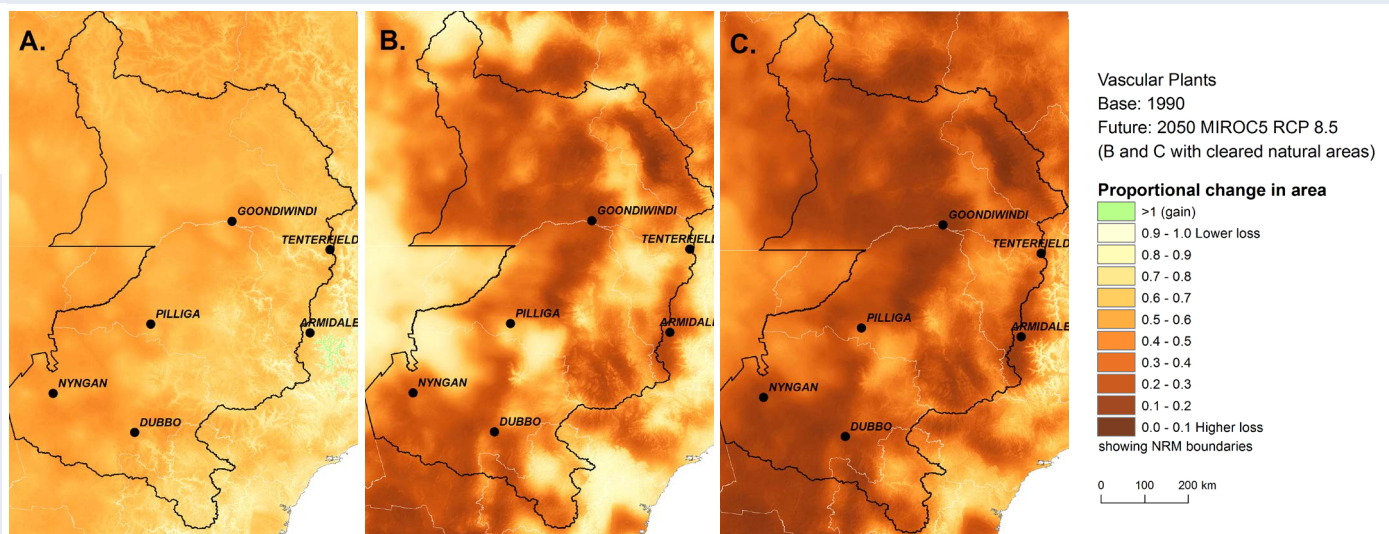 A.
GOONDIWINDI
TENTERFIELD
PILLIGA
ARMIDALE
NYNGAN
DUBBO
B.
GOONDIWINDI
TENTERFIELD
PILLIGA
ARMIDAL
NYNGAN
DUBBO
C.
GOONDIWINDI
TENTERFIELD
PILLIGA
ARMIDALE
NYNGAN
DUBBO
Vascular Plants
Base: 1990
Future: 2050 MIROC5 RCP 8.5
(B and C with cleared natural areas)
Proportional change in area
>1 (gain)
0.9 - 1.0 Lower loss
0.8 - 0.9
0.7 - 0.8
0.6 - 0.7
0.5 - 0.6
0.4 - 0.5
0.3 - 0.4
0.2 - 0.3
0.1 - 0.2
0.0 - 0.1 Higher loss
showing NRM boundaries
0 100 200 km